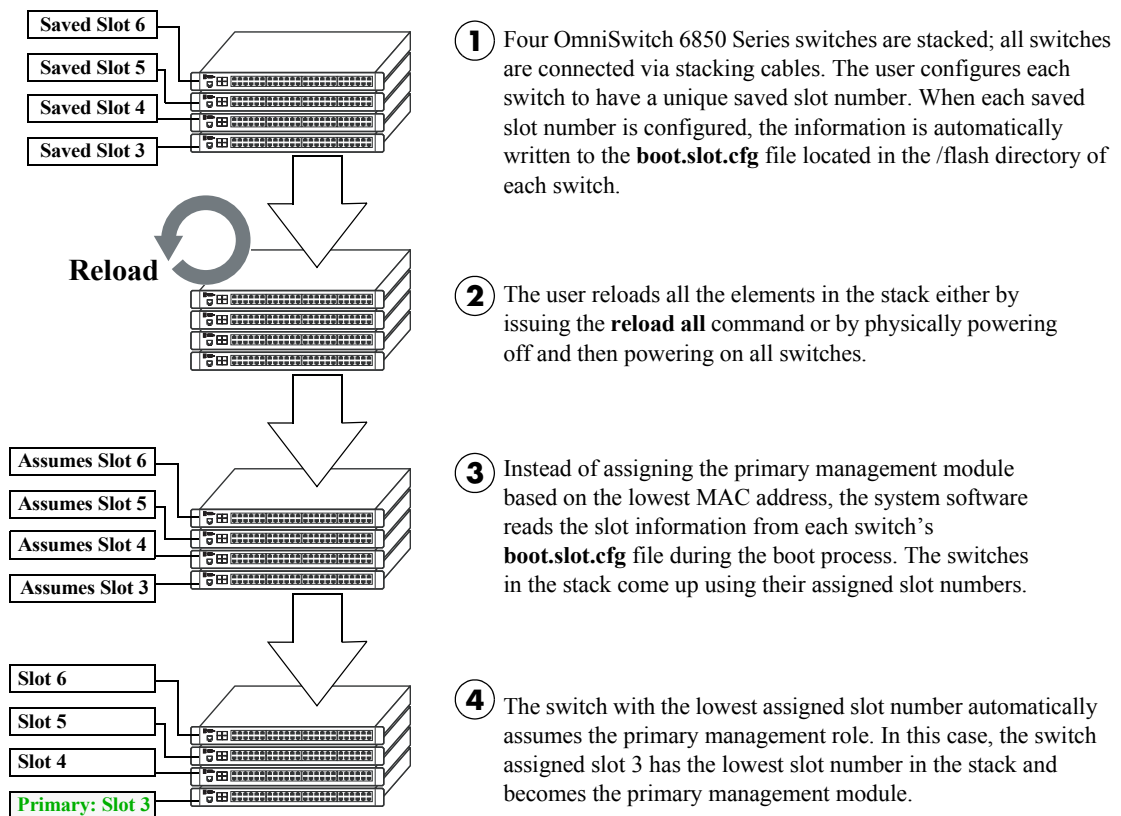 Saved Slot 6
Saved Slot 5
Saved Slot 4
Saved Slot 3
1 Four OmniSwitch 6850 Series switches are stacked; all switches
are connected via stacking cables. The user configures each
switch to have a unique saved slot number. When each saved
slot number is configured, the information is automatically
written to the boot.slot.cfg file located in the /flash directory of
each switch.
Reload
2 The user reloads all the elements in the stack either by
issuing the reload all command or by physically powering
off and then powering on all switches.
Assumes Slot 6
Assumes Slot 5
Assumes Slot 4
Assumes Slot 3
3 Instead of assigning the primary management module
based on the lowest MAC address, the system software
reads the slot information from each switch’s
boot.slot.cfg file during the boot process. The switches
in the stack come up using their assigned slot numbers.
Slot 6
Slot 5
Slot 4
Primary: Slot 3
4 The switch with the lowest assigned slot number automatically
assumes the primary management role. In this case, the switch
assigned slot 3 has the lowest slot number in the stack and
becomes the primary management module.